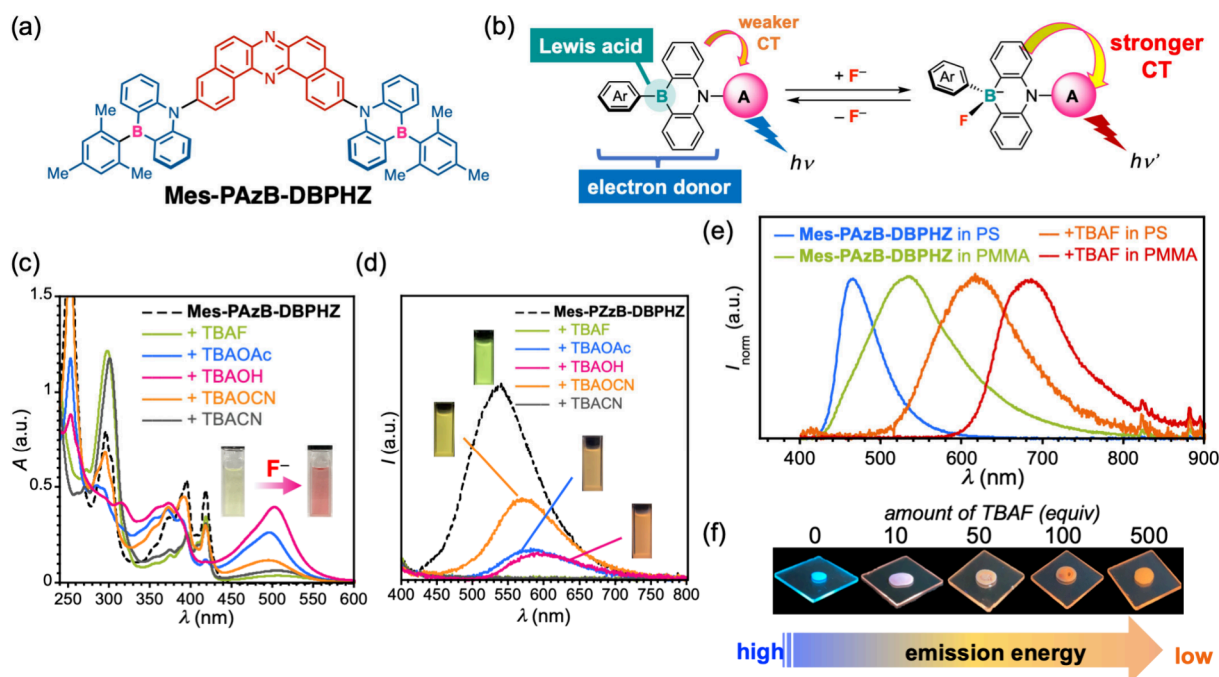 (a)
N
N
N
N
B
B
Me
Me
Me
Me
Me
Me
Mes-PAzB-DBPHZ
(b)
Lewis acid
weaker
CT
Ar
B
N
A
hν
electron donor
+ F⁻
– F⁻
stronger
CT
Ar
B
–
N
A
F
hν'
(c)
1.5
1
0.5
0
A (a.u.)
Mes-PAzB-DBPHZ
+ TBAF
+ TBAOAc
+ TBAOH
+ TBAOCN
+ TBACN
F⁻
250 300 350 400 450 500 550 600
λ (nm)
(d)
I (a.u.)
Mes-PZzB-DBPHZ
+ TBAF
+ TBAOAc
+ TBAOH
+ TBAOCN
+ TBACN
400 450 500 550 600 650 700 750 800
λ (nm)
(e)
Mes-PAzB-DBPHZ in PS
+TBAF in PS
Mes-PAzB-DBPHZ in PMMA
+TBAF in PMMA
Inorm (a.u.)
400 500 600 700 800 900
λ (nm)
(f)
amount of TBAF (equiv)
0 10 50 100 500
high emission energy low